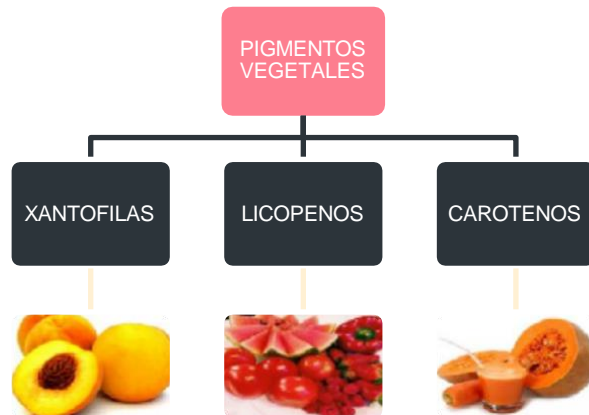 PIGMENTOS
VEGETALES
XANTOFILAS
LICOPENOS
CAROTENOS